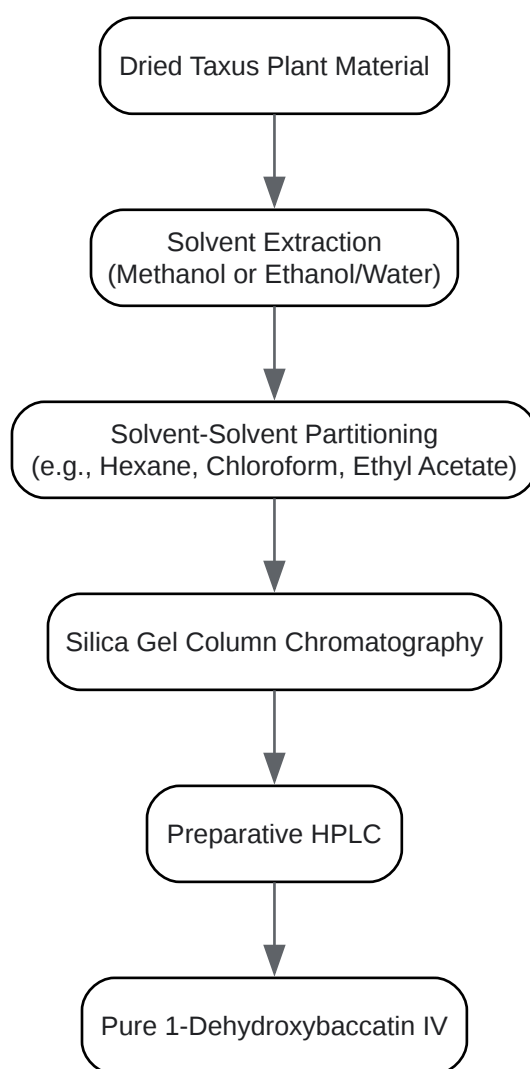 Dried Taxus Plant Material
Solvent Extraction
(Methanol or Ethanol/Water)
Solvent-Solvent Partitioning
(e.g., Hexane, Chloroform, Ethyl Acetate)
Silica Gel Column Chromatography
Preparative HPLC
Pure 1-Dehydroxybaccatin IV